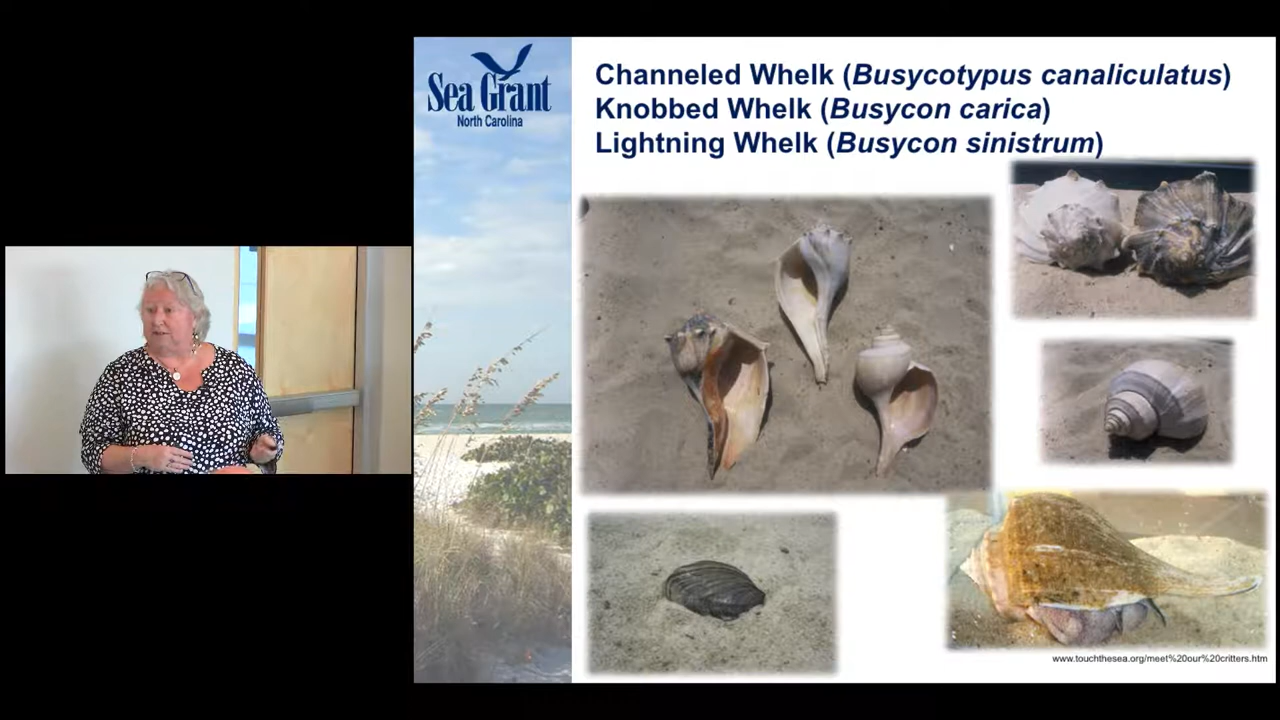 Sea Grant
North Carolina
Channeled Whelk (Busycotypus canaliculatus)
Knobbed Whelk (Busycon carica)
Lightning Whelk (Busycon sinistrum)
www.touchthesea.org/meet%20our%20critters.htm